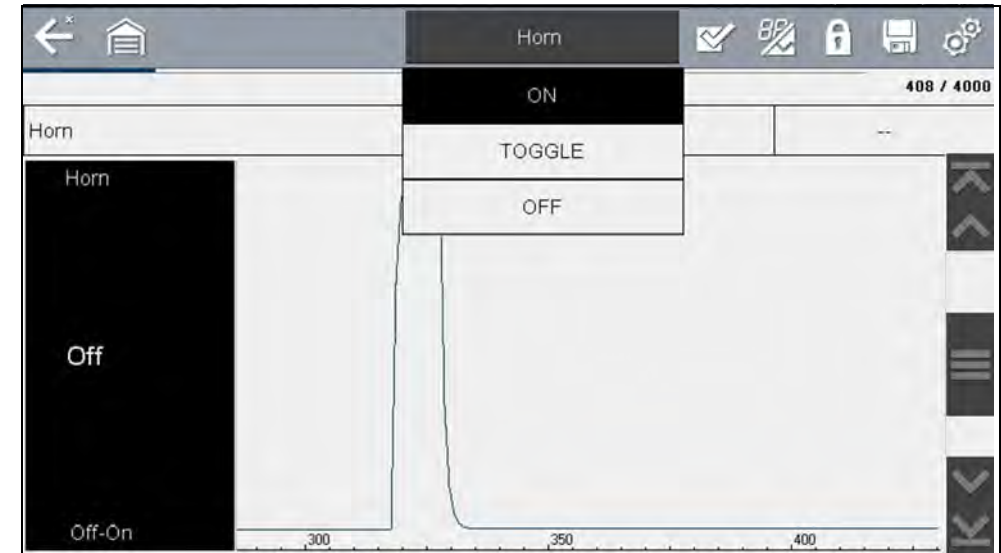 Horn
ON
TOGGLE
OFF
408 / 4000
Horn
--
Horn
Off
Off-On
300 350 400